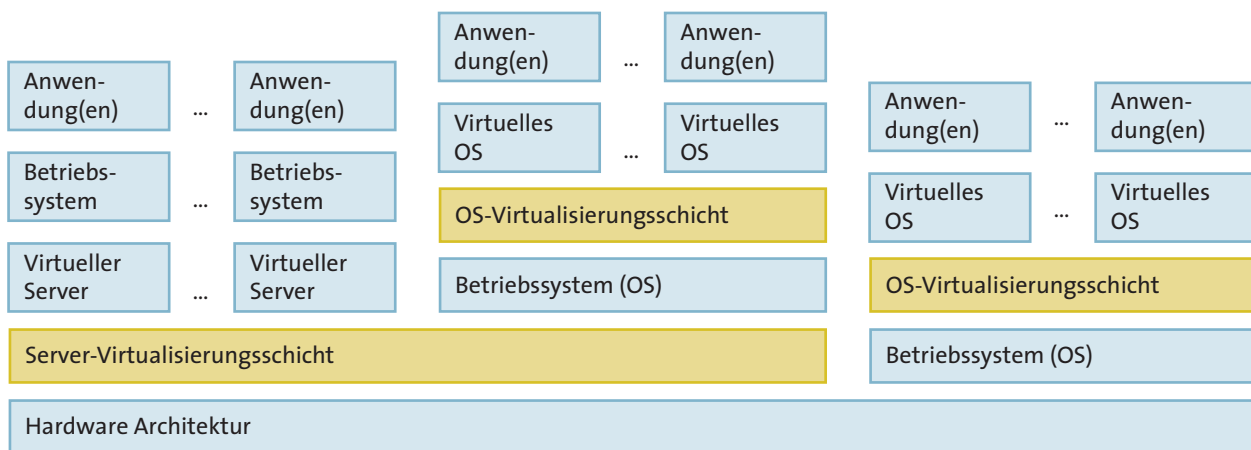 Anwen-
dung(en)
...
Anwen-
dung(en)
Betriebs-
system
...
Betriebs-
system
Virtueller
Server
...
Virtueller
Server
Anwen-
dung(en)
...
Anwen-
dung(en)
Virtuelles
OS
...
Virtuelles
OS
OS-Virtualisierungsschicht
Betriebssystem (OS)
Server-Virtualisierungsschicht
Anwen-
dung(en)
...
Anwen-
dung(en)
Virtuelles
OS
...
Virtuelles
OS
OS-Virtualisierungsschicht
Betriebssystem (OS)
Hardware Architektur